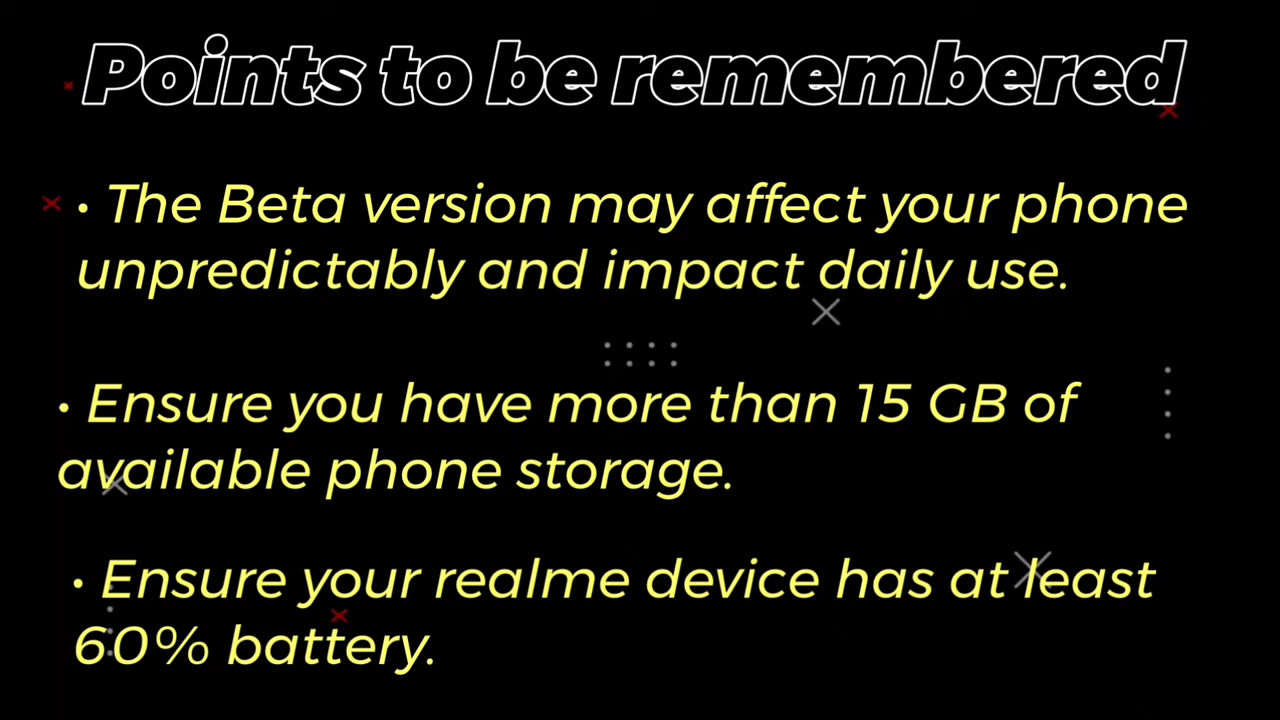 Points to be remembered
• The Beta version may affect your phone
unpredictably and impact daily use.
• Ensure you have more than 15 GB of
available phone storage.
• Ensure your realme device has at least
60% battery.